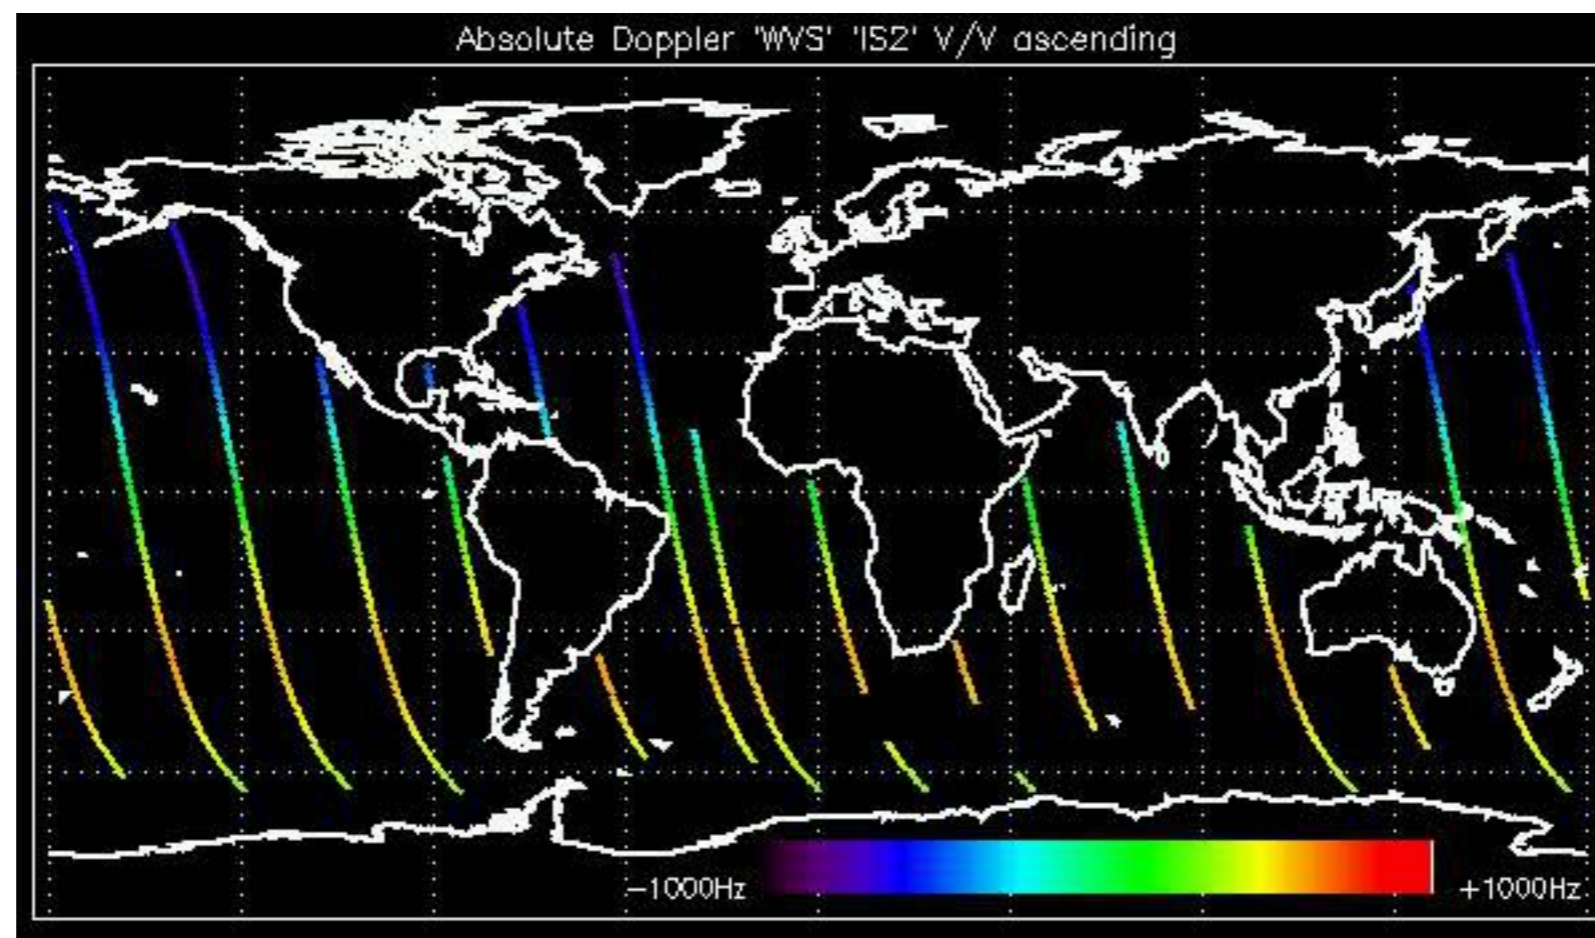 Absolute Doppler 'WVS' 'IS2' V/V ascending
−1000Hz +1000Hz